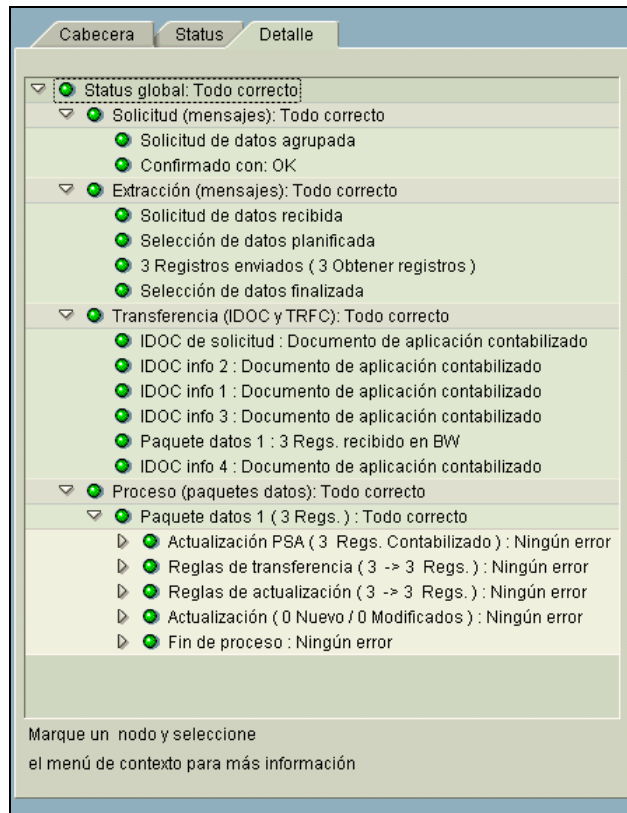 Cabecera Status Detalle
Status global: Todo correcto
Solicitud (mensajes): Todo correcto
Solicitud de datos agrupada
Confirmado con: OK
Extracción (mensajes): Todo correcto
Solicitud de datos recibida
Selección de datos planificada
3 Registros enviados ( 3 Obtener registros )
Selección de datos finalizada
Transferencia (IDOC y TRFC): Todo correcto
IDOC de solicitud : Documento de aplicación contabilizado
IDOC info 2 : Documento de aplicación contabilizado
IDOC info 1 : Documento de aplicación contabilizado
IDOC info 3 : Documento de aplicación contabilizado
Paquete datos 1 : 3 Regs. recibido en BW
IDOC info 4 : Documento de aplicación contabilizado
Proceso (paquetes datos): Todo correcto
Paquete datos 1 ( 3 Regs. ) : Todo correcto
Actualización PSA ( 3 Regs. Contabilizado ) : Ningún error
Reglas de transferencia ( 3 -> 3 Regs. ) : Ningún error
Reglas de actualización ( 3 -> 3 Regs. ) : Ningún error
Actualización ( 0 Nuevo / 0 Modificados ) : Ningún error
Fin de proceso : Ningún error
Marque un nodo y seleccione
el menú de contexto para más información